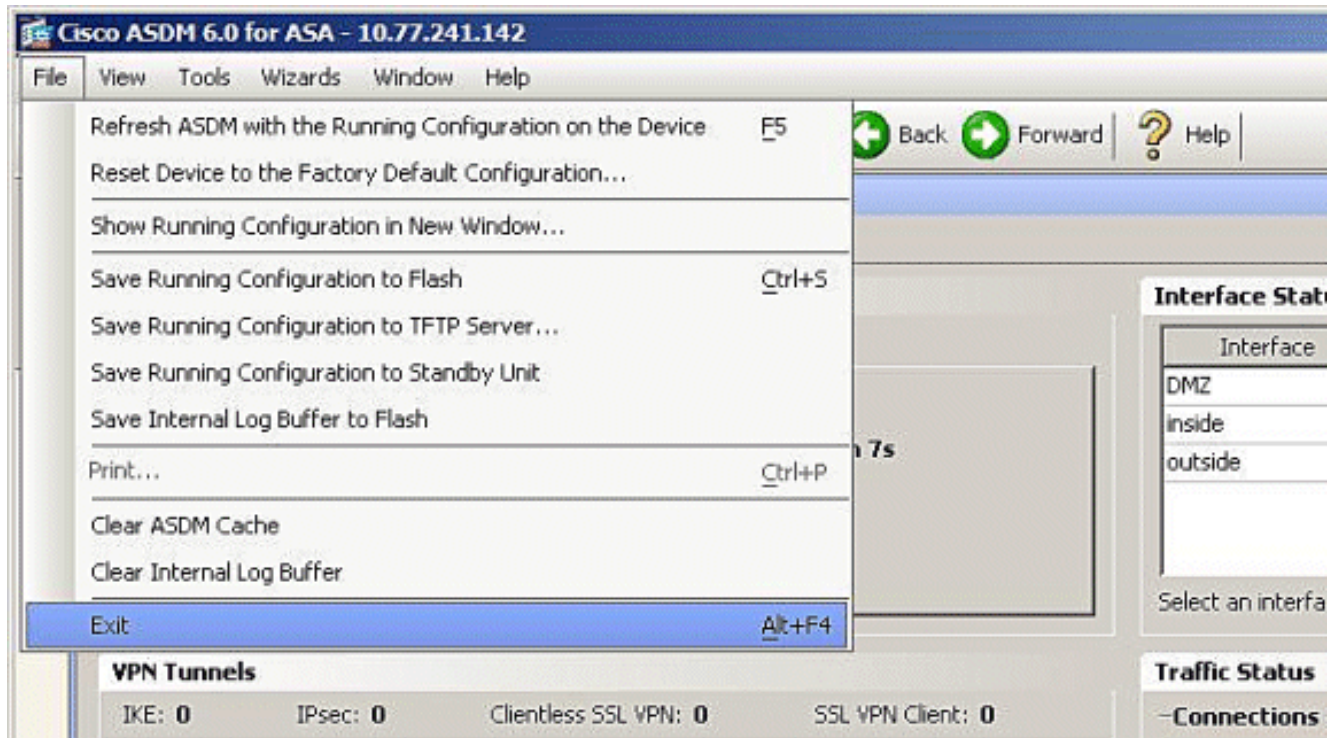 Cisco ASDM 6.0 for ASA - 10.77.241.142
File View Tools Wizards Window Help
Refresh ASDM with the Running Configuration on the Device F5
Back Forward Help
Reset Device to the Factory Default Configuration...
Show Running Configuration in New Window...
Save Running Configuration to Flash Ctrl+S
Save Running Configuration to TFTP Server...
Save Running Configuration to Standby Unit
Save Internal Log Buffer to Flash
Print... Ctrl+P
Clear ASDM Cache
Clear Internal Log Buffer
Exit Alt+F4
7s
Interface
Interface
DMZ
inside
outside
Select an
VPN Tunnels
IKE: 0 IPsec: 0 Clientless SSL VPN: 0 SSL VPN Client: 0
Traffic Status
Connections